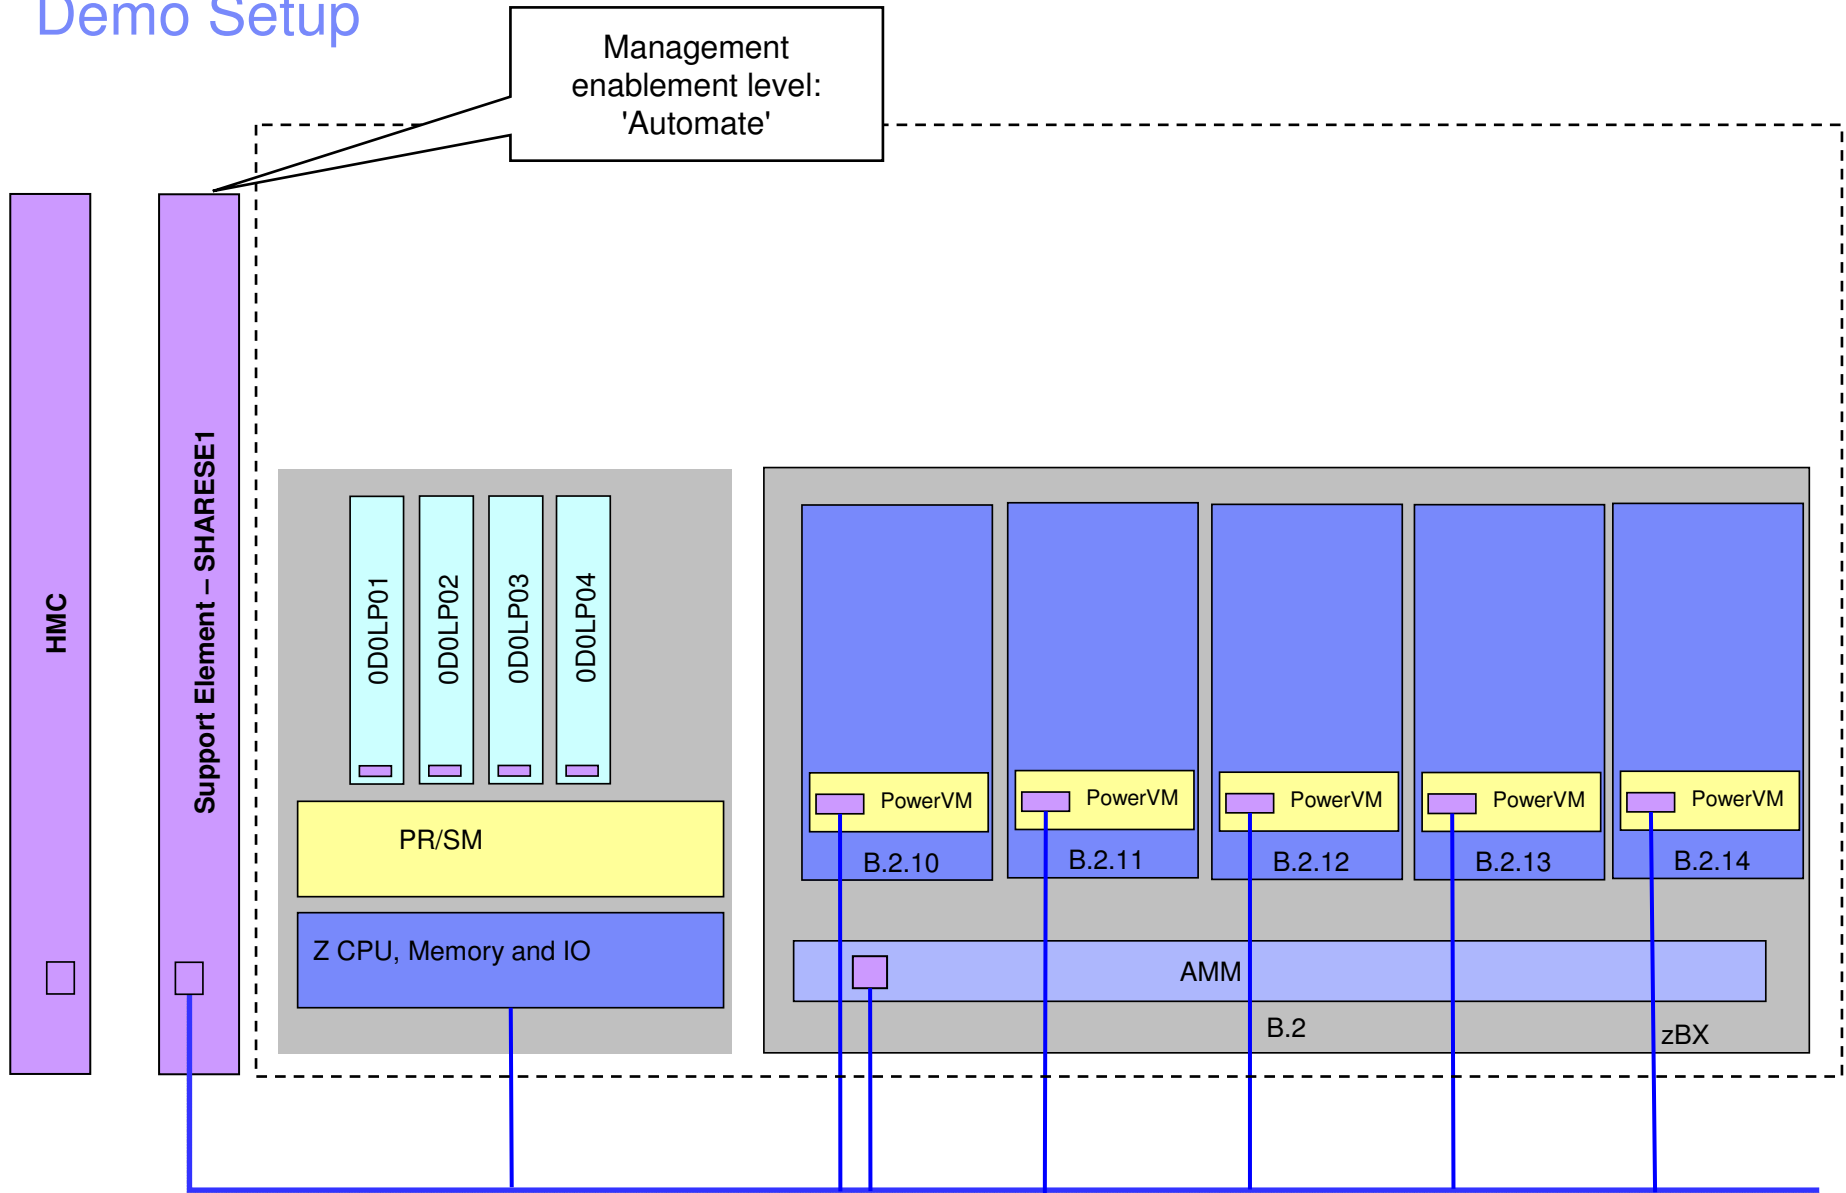 Demo Setup
Management
enablement level:
'Automate'
HMC
Support Element – SHARESE1
0D0LP01
0D0LP02
0D0LP03
0D0LP04
PR/SM
Z CPU, Memory and IO
PowerVM
PowerVM
PowerVM
PowerVM
PowerVM
B.2.10
B.2.11
B.2.12
B.2.13
B.2.14
AMM
B.2
zBX